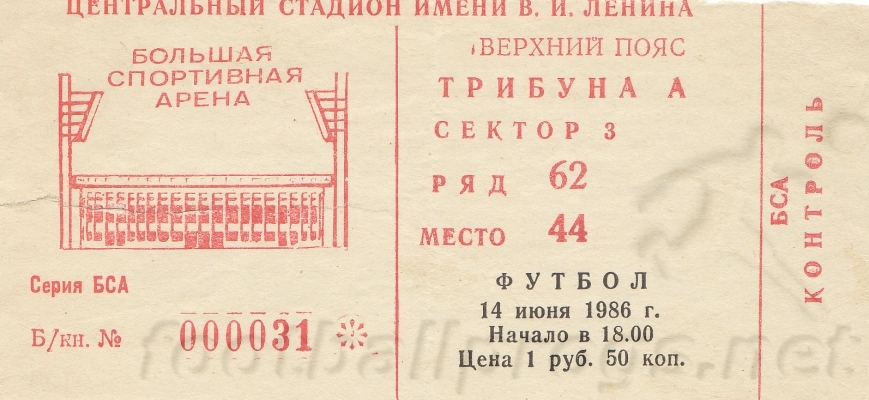 ЦЕНТРАЛЬНЫЙ СТАДИОН ИМЕНИ В. И. ЛЕНИНА
БОЛЬШАЯ
СПОРТИВНАЯ
АРЕНА
Серия БСА
Б/кн. № 000031
ВЕРХНИЙ ПОЯС
ТРИБУНА А
СЕКТОР 3
РЯД 62
МЕСТО 44
ФУТБОЛ
14 июня 1986 г.
Начало в 18.00
Цена 1 руб. 50 коп.
БСА
КОНТРОЛЬ